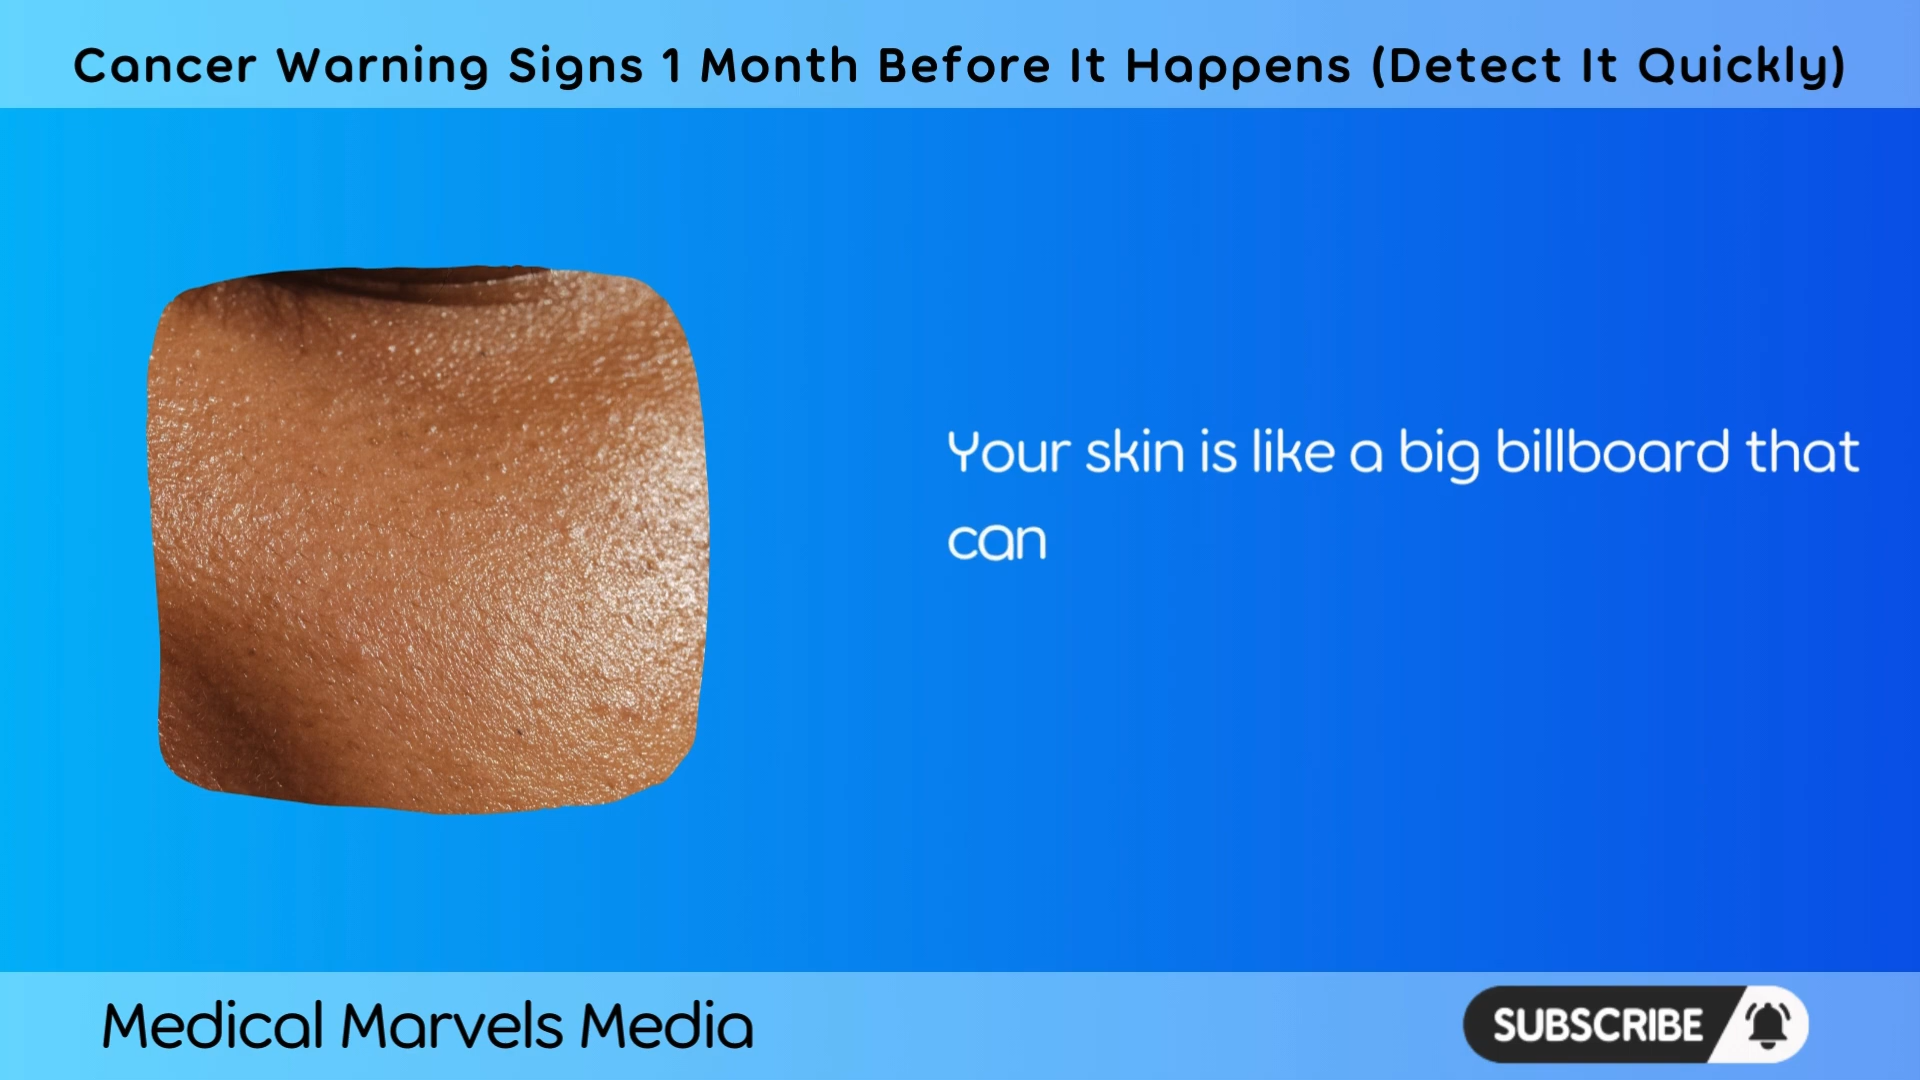 Cancer Warning Signs 1 Month Before It Happens (Detect It Quickly)
Your skin is like a big billboard that
can
Medical Marvels Media
SUBSCRIBE